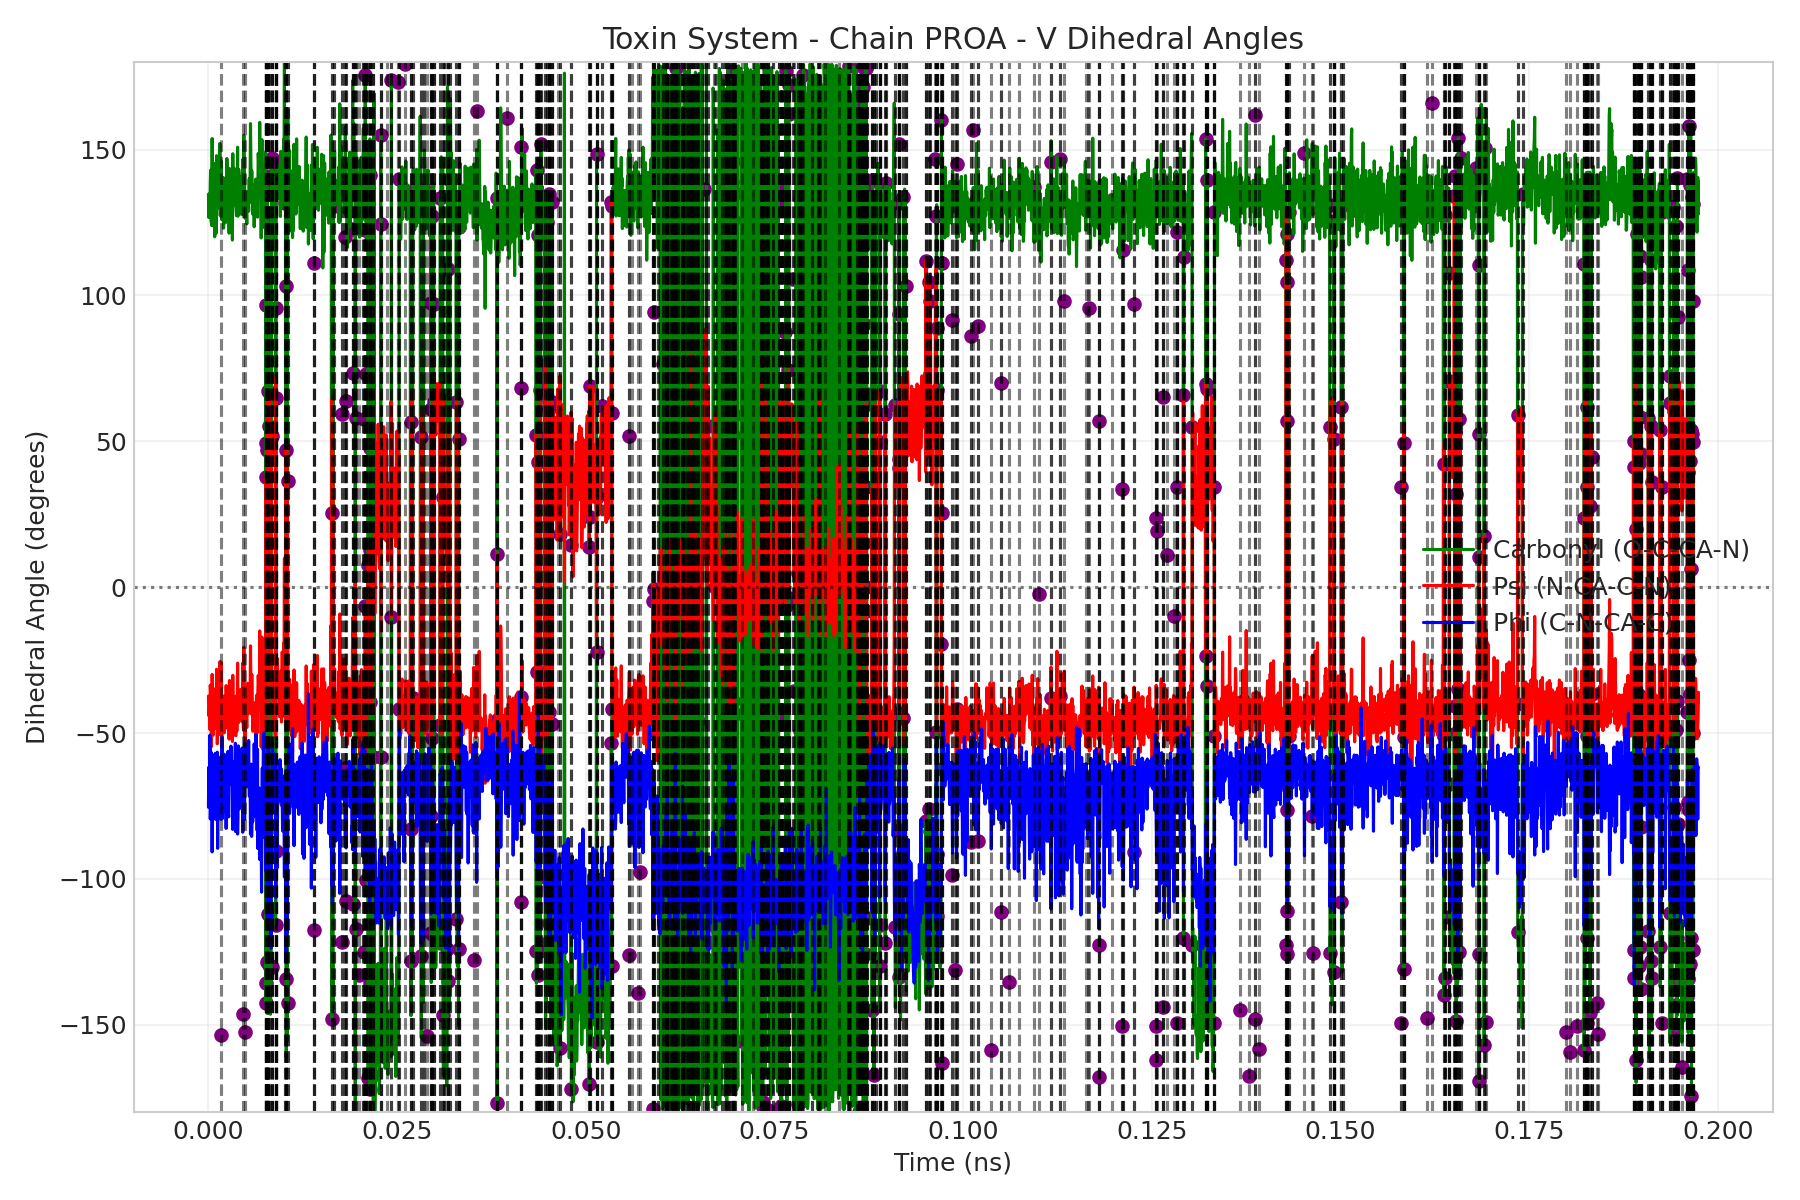 Toxin System - Chain PROA - V Dihedral Angles
Dihedral Angle (degrees)
150
100
50
0
−50
−100
−150
Carbonyl (O-C-CA-N)
Psi (N-CA-C-N)
Phi (C-N-CA-C)
0.000 0.025 0.050 0.075 0.100 0.125 0.150 0.175 0.200
Time (ns)